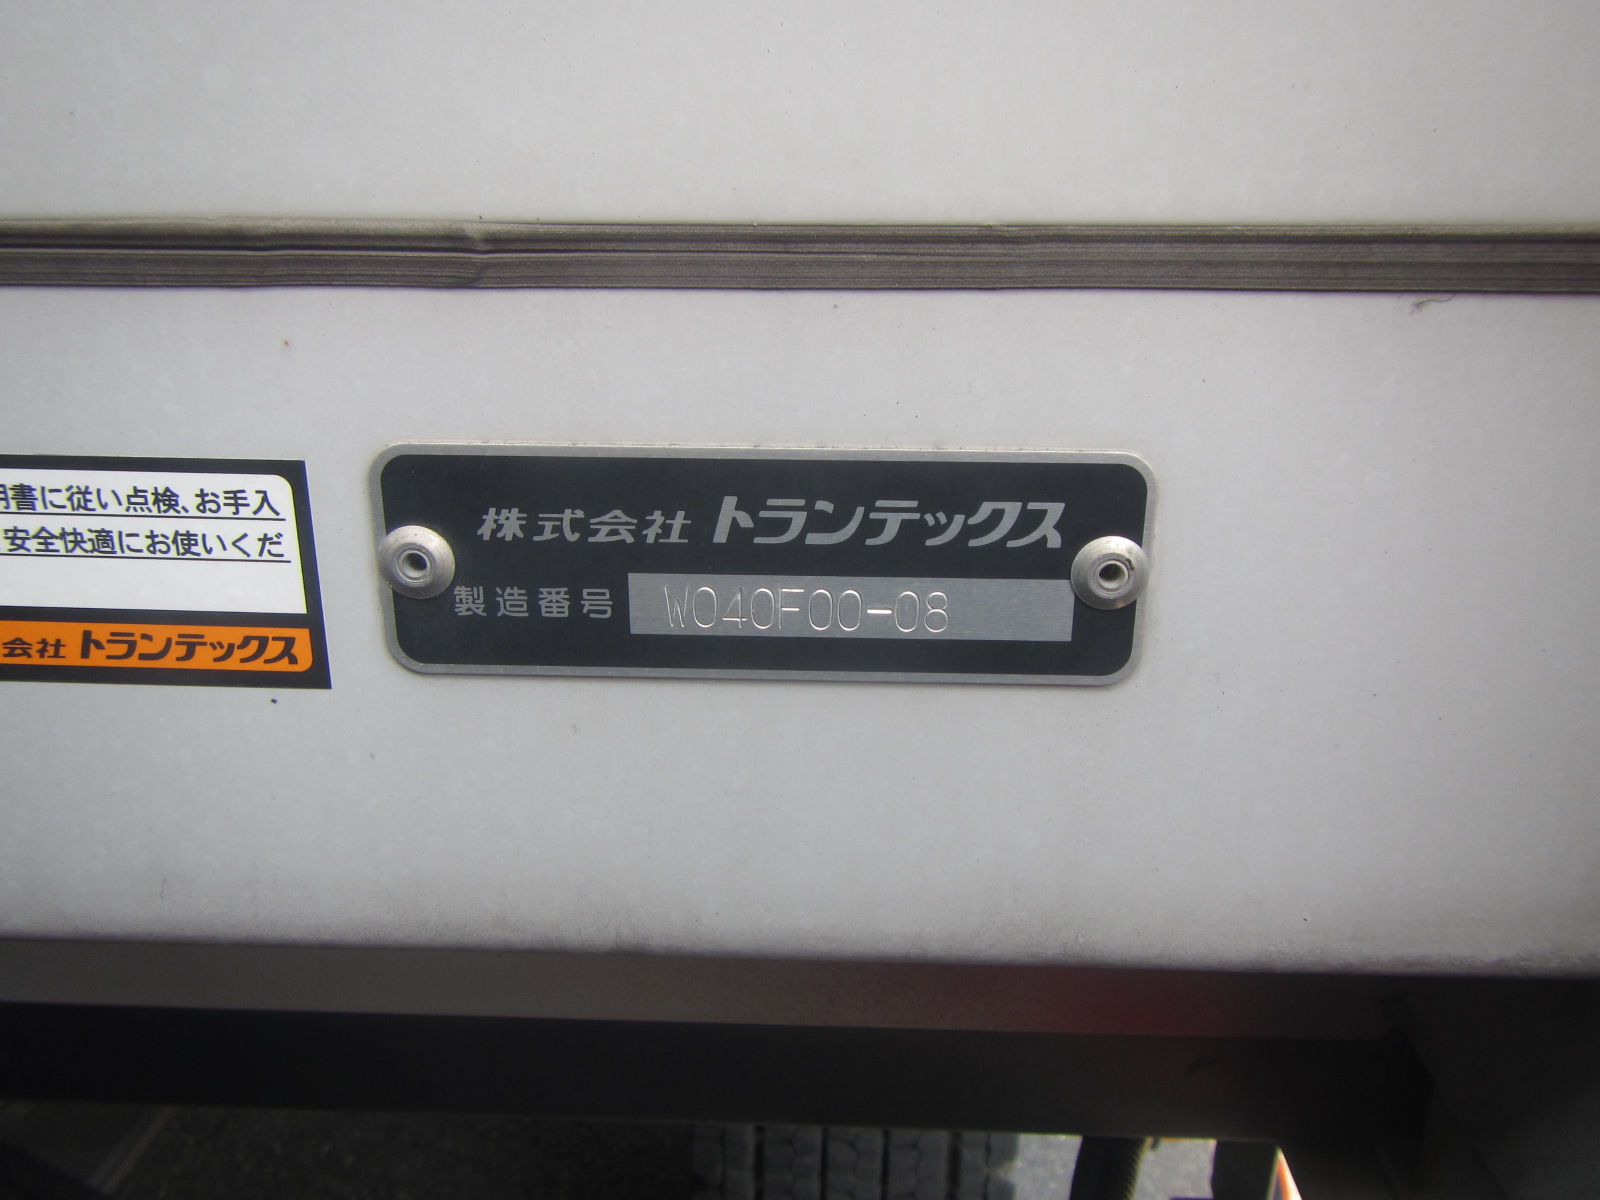 明書に従い点検、お手入
安全快適にお使いくだ
会社 トランテックス
株式会社 トランテックス
製造番号 W040F00-08